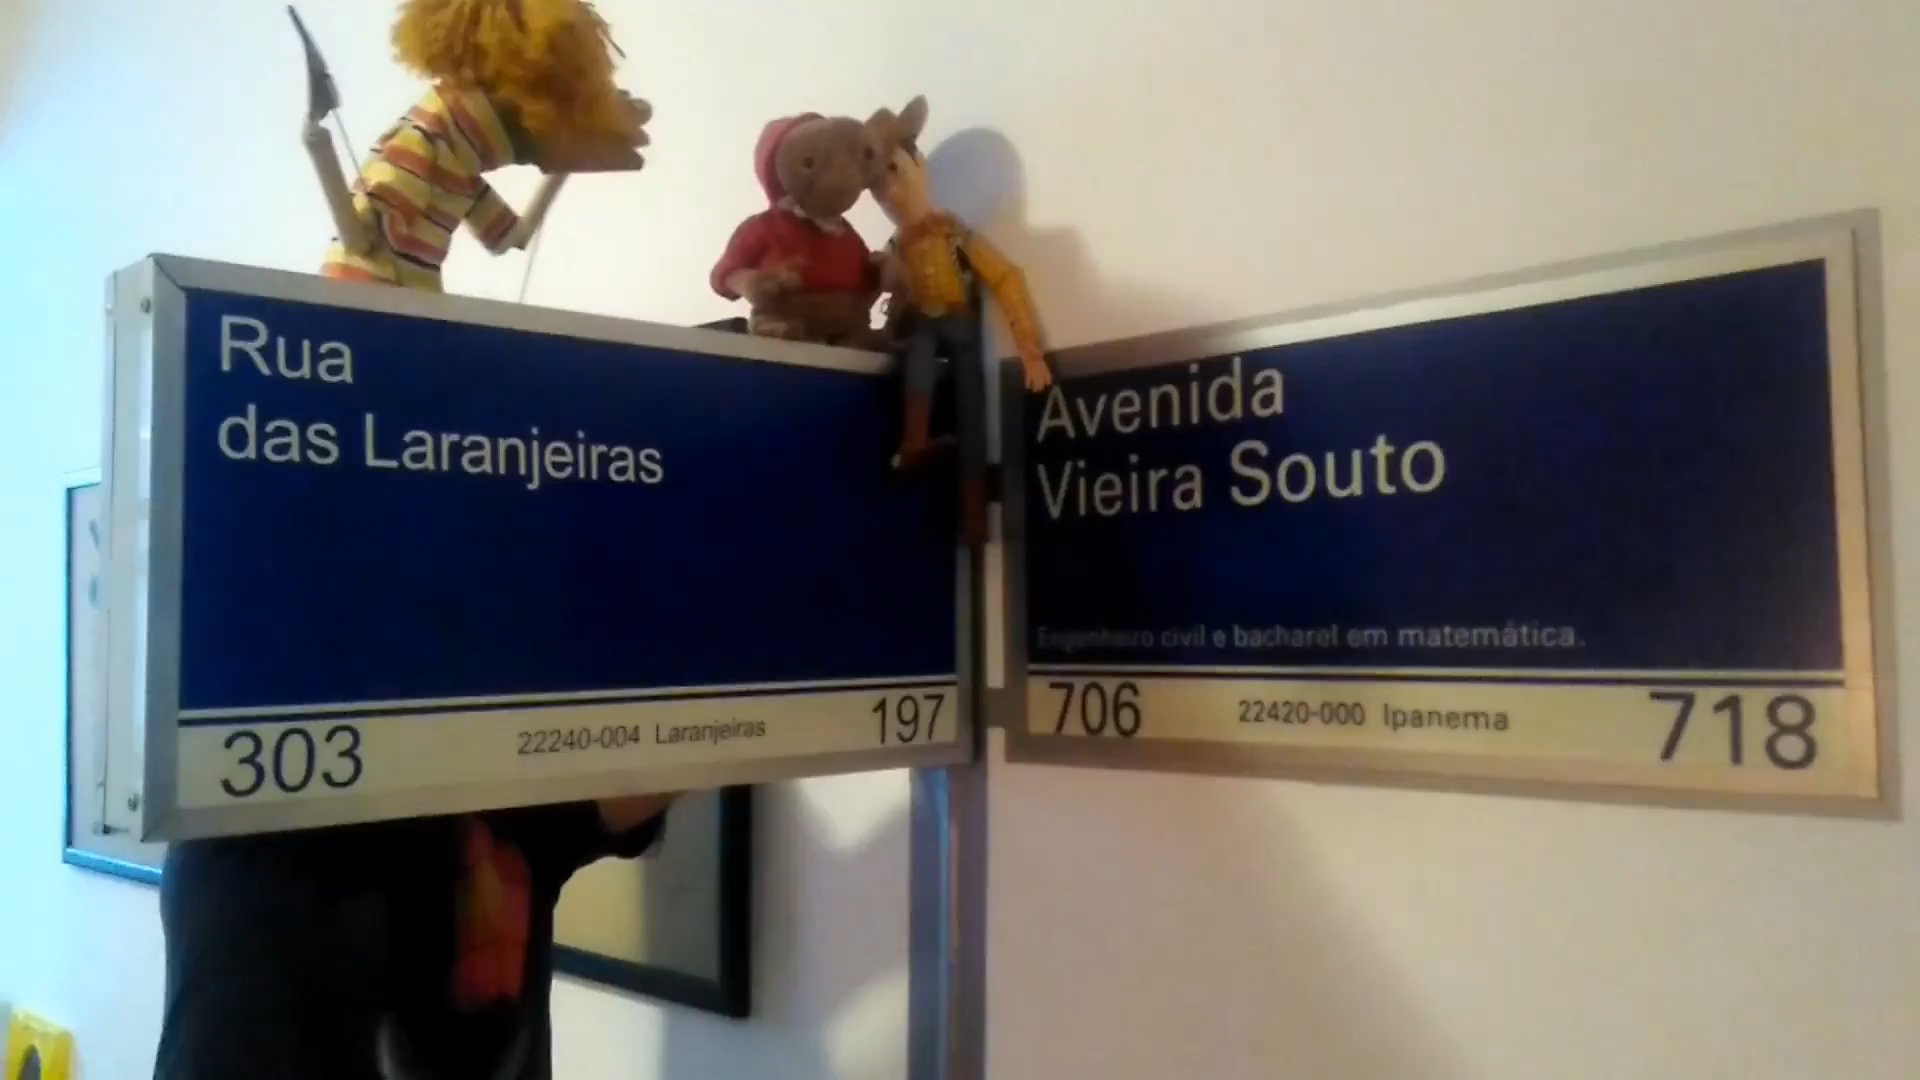 Rua
das Laranjeiras
303 22240-004 Laranjeiras 197
Avenida
Vieira Souto
Engenheiro civil e bacharel em matemática.
706 22420-000 Ipanema 718